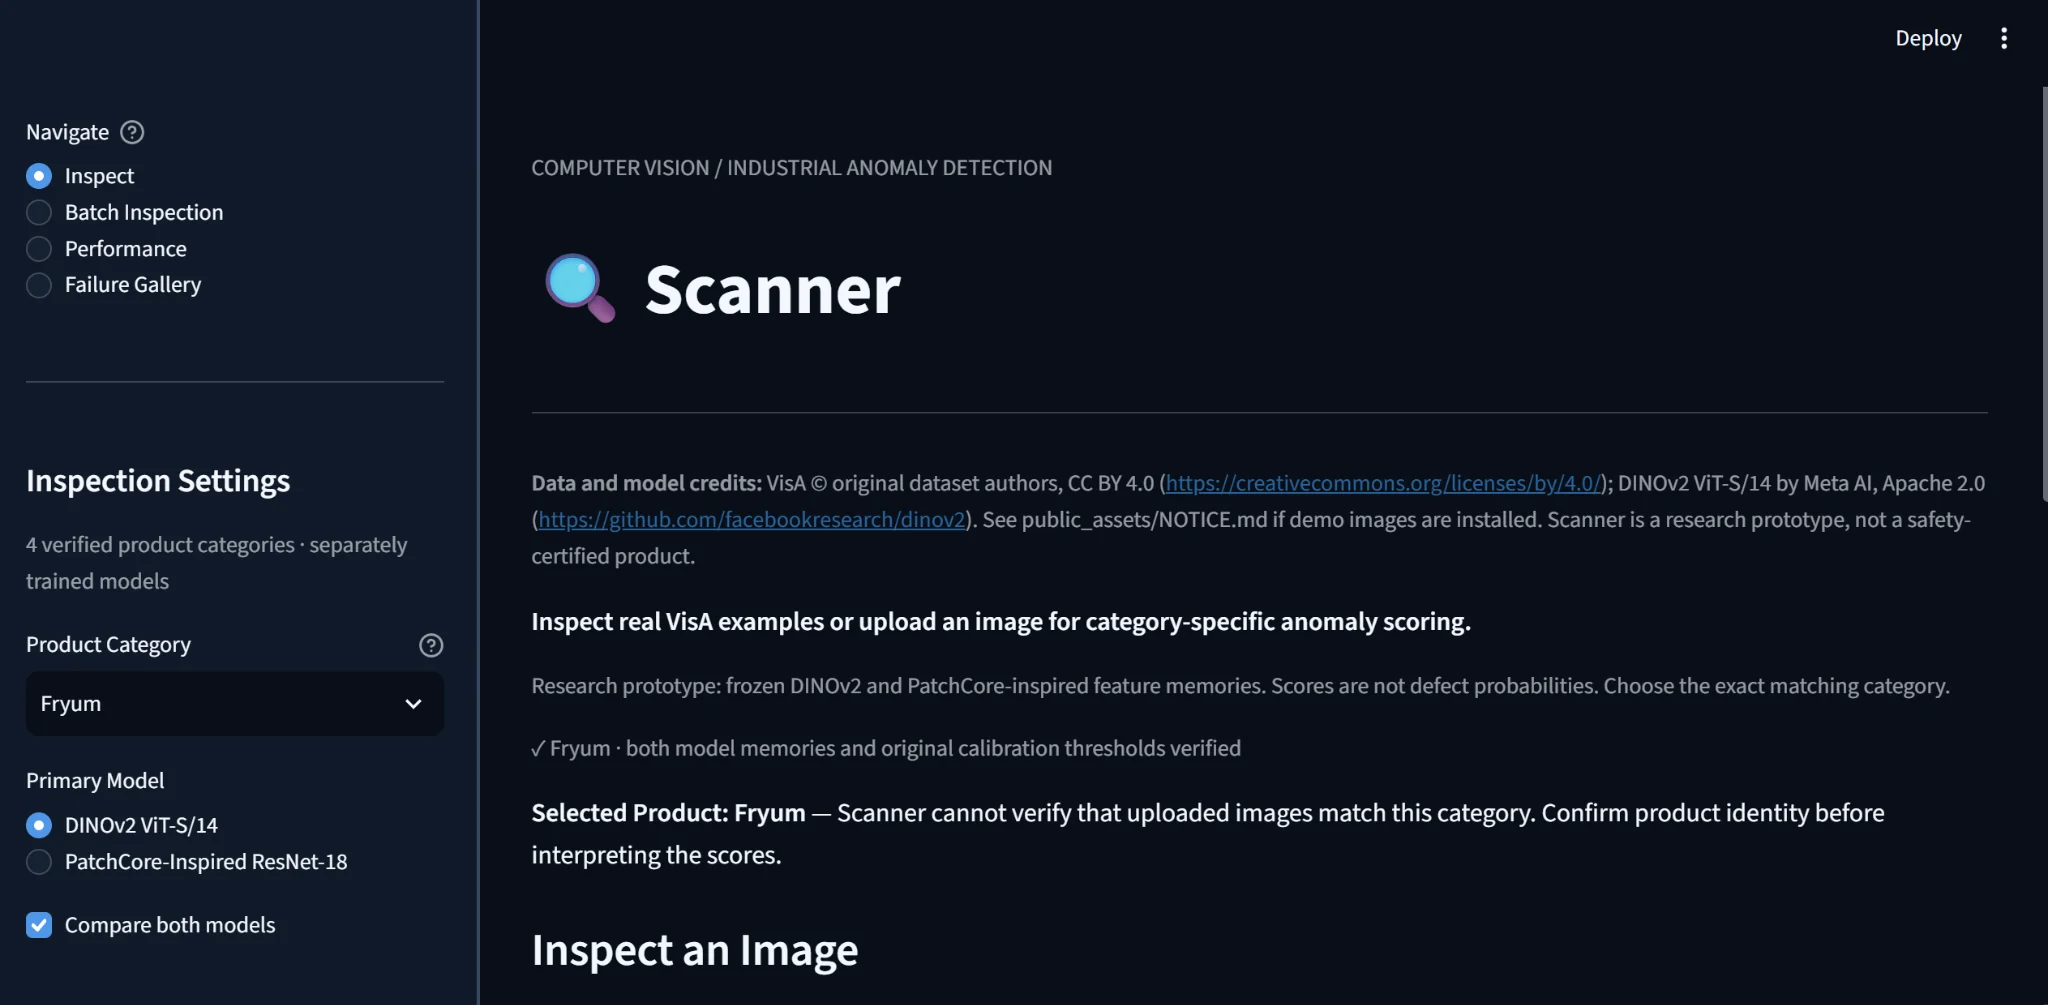 Deploy
Navigate
Inspect
Batch Inspection
Performance
Failure Gallery
Inspection Settings
4 verified product categories · separately
trained models
Product Category
Fryum
Primary Model
DINOv2 ViT-S/14
PatchCore-Inspired ResNet-18
Compare both models
COMPUTER VISION / INDUSTRIAL ANOMALY DETECTION
Scanner
Data and model credits: VisA © original dataset authors, CC BY 4.0 (https://creativecommons.org/licenses/by/4.0/); DINOv2 ViT-S/14 by Meta AI, Apache 2.0
(https://github.com/facebookresearch/dinov2). See public_assets/NOTICE.md if demo images are installed. Scanner is a research prototype, not a safety-
certified product.
Inspect real VisA examples or upload an image for category-specific anomaly scoring.
Research prototype: frozen DINOv2 and PatchCore-inspired feature memories. Scores are not defect probabilities. Choose the exact matching category.
✓ Fryum · both model memories and original calibration thresholds verified
Selected Product: Fryum — Scanner cannot verify that uploaded images match this category. Confirm product identity before
interpreting the scores.
Inspect an Image